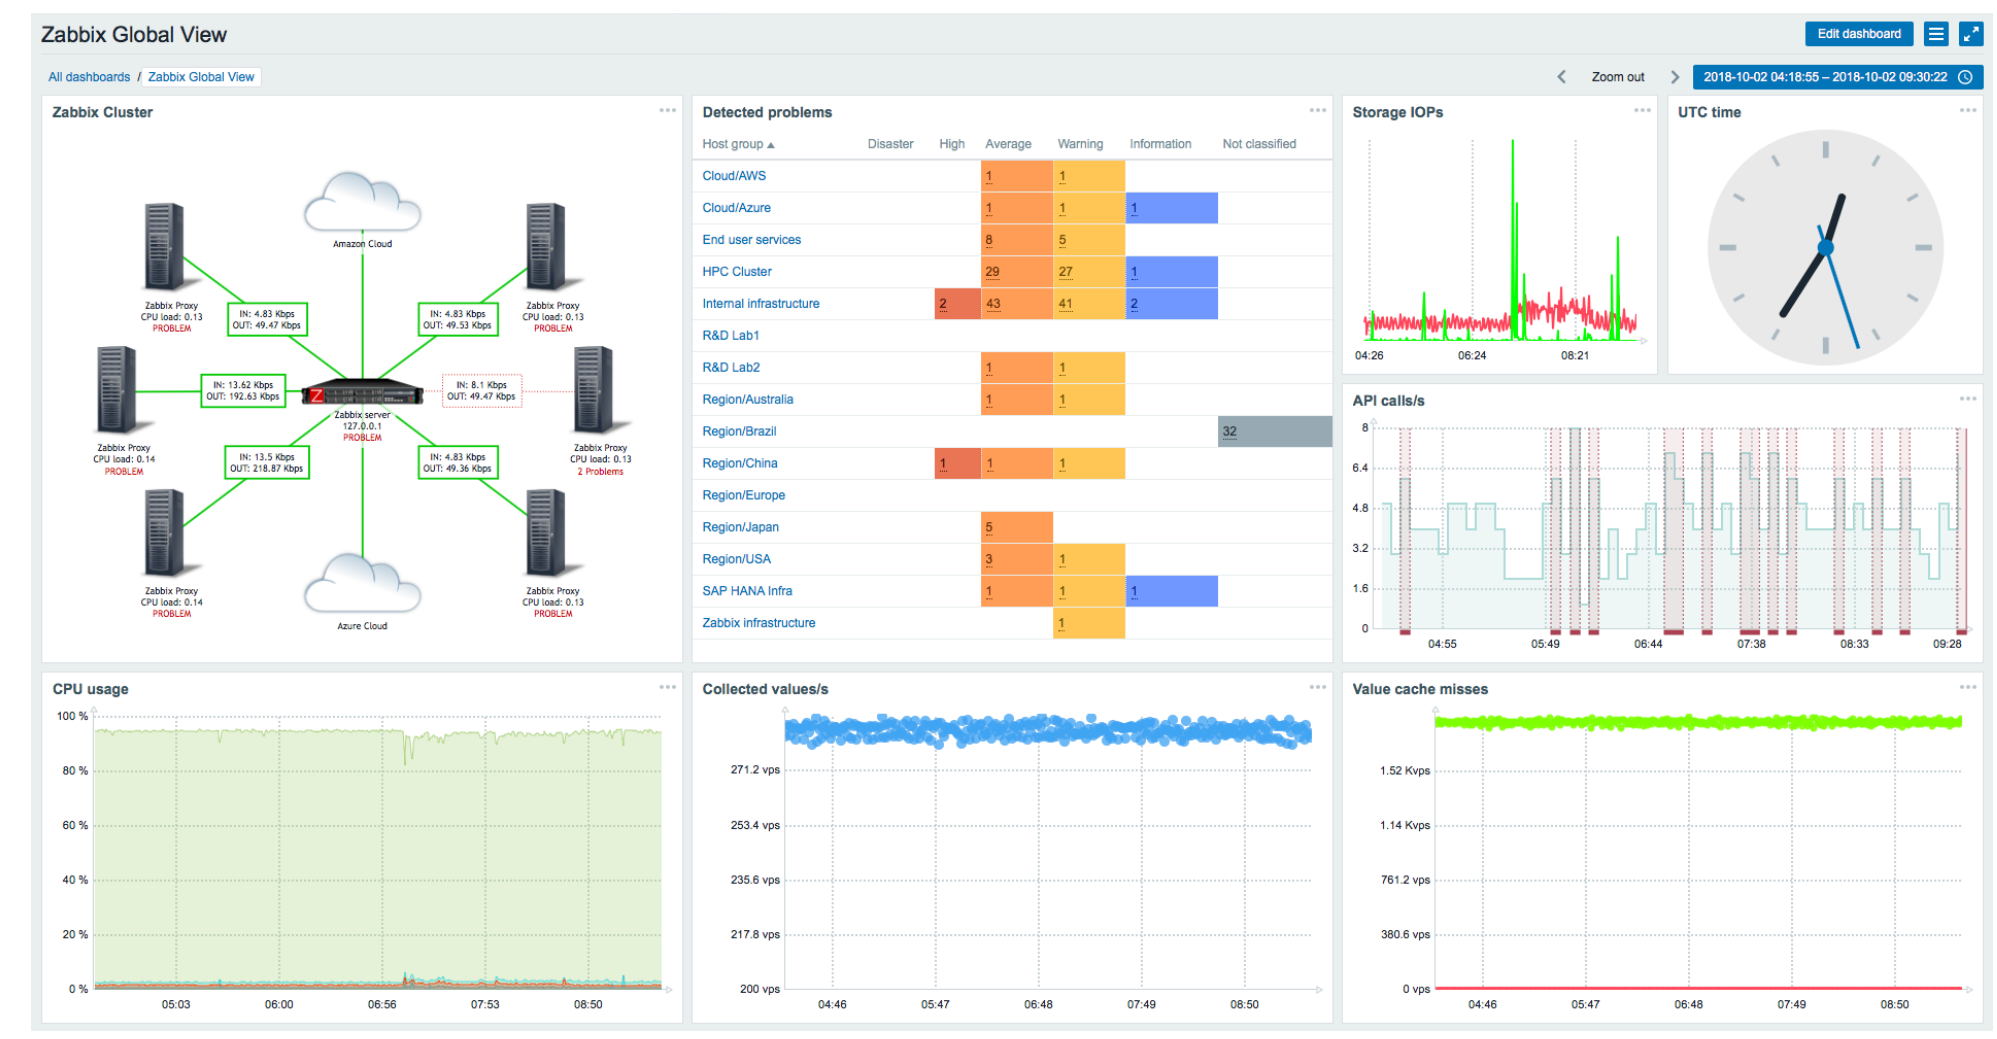 Zabbix Global View
Edit dashboard
All dashboards / Zabbix Global View
Zoom out
2018-10-02 04:18:55 – 2018-10-02 09:30:22
Zabbix Cluster
Amazon Cloud
Zabbix Proxy
CPU load: 0.13
PROBLEM
IN: 4.83 Kbps
OUT: 49.47 Kbps
IN: 4.83 Kbps
OUT: 49.53 Kbps
Zabbix Proxy
CPU load: 0.13
PROBLEM
IN: 13.62 Kbps
OUT: 192.63 Kbps
Z
IN: 8.1 Kbps
OUT: 49.47 Kbps
Zabbix server
127.0.0.1
PROBLEM
Zabbix Proxy
CPU load: 0.14
PROBLEM
IN: 13.5 Kbps
OUT: 218.87 Kbps
IN: 4.83 Kbps
OUT: 49.36 Kbps
Zabbix Proxy
CPU load: 0.13
2 Problems
Zabbix Proxy
CPU load: 0.14
PROBLEM
Azure Cloud
Zabbix Proxy
CPU load: 0.13
PROBLEM
Detected problems
Host group Disaster High Average Warning Information Not classified
Cloud/AWS 1 1
Cloud/Azure 1 1 1
End user services 8 5
HPC Cluster 29 27 1
Internal infrastructure 2 43 41 2
R&D Lab1
R&D Lab2 1 1
Region/Australia 1 1
Region/Brazil 32
Region/China 1 1 1
Region/Europe
Region/Japan 5
Region/USA 3 1
SAP HANA Infra 1 1 1
Zabbix infrastructure 1
Storage IOPs
04:26 06:24 08:21
UTC time
API calls/s
8
6.4
4.8
3.2
1.6
0
04:55 05:49 06:44 07:38 08:33 09:28
CPU usage
100 %
80 %
60 %
40 %
20 %
0 %
05:03 06:00 06:56 07:53 08:50
Collected values/s
271.2 vps
253.4 vps
235.6 vps
217.8 vps
200 vps
04:46 05:47 06:48 07:49 08:50
Value cache misses
1.52 Kvps
1.14 Kvps
761.2 vps
380.6 vps
0 vps
04:46 05:47 06:48 07:49 08:50